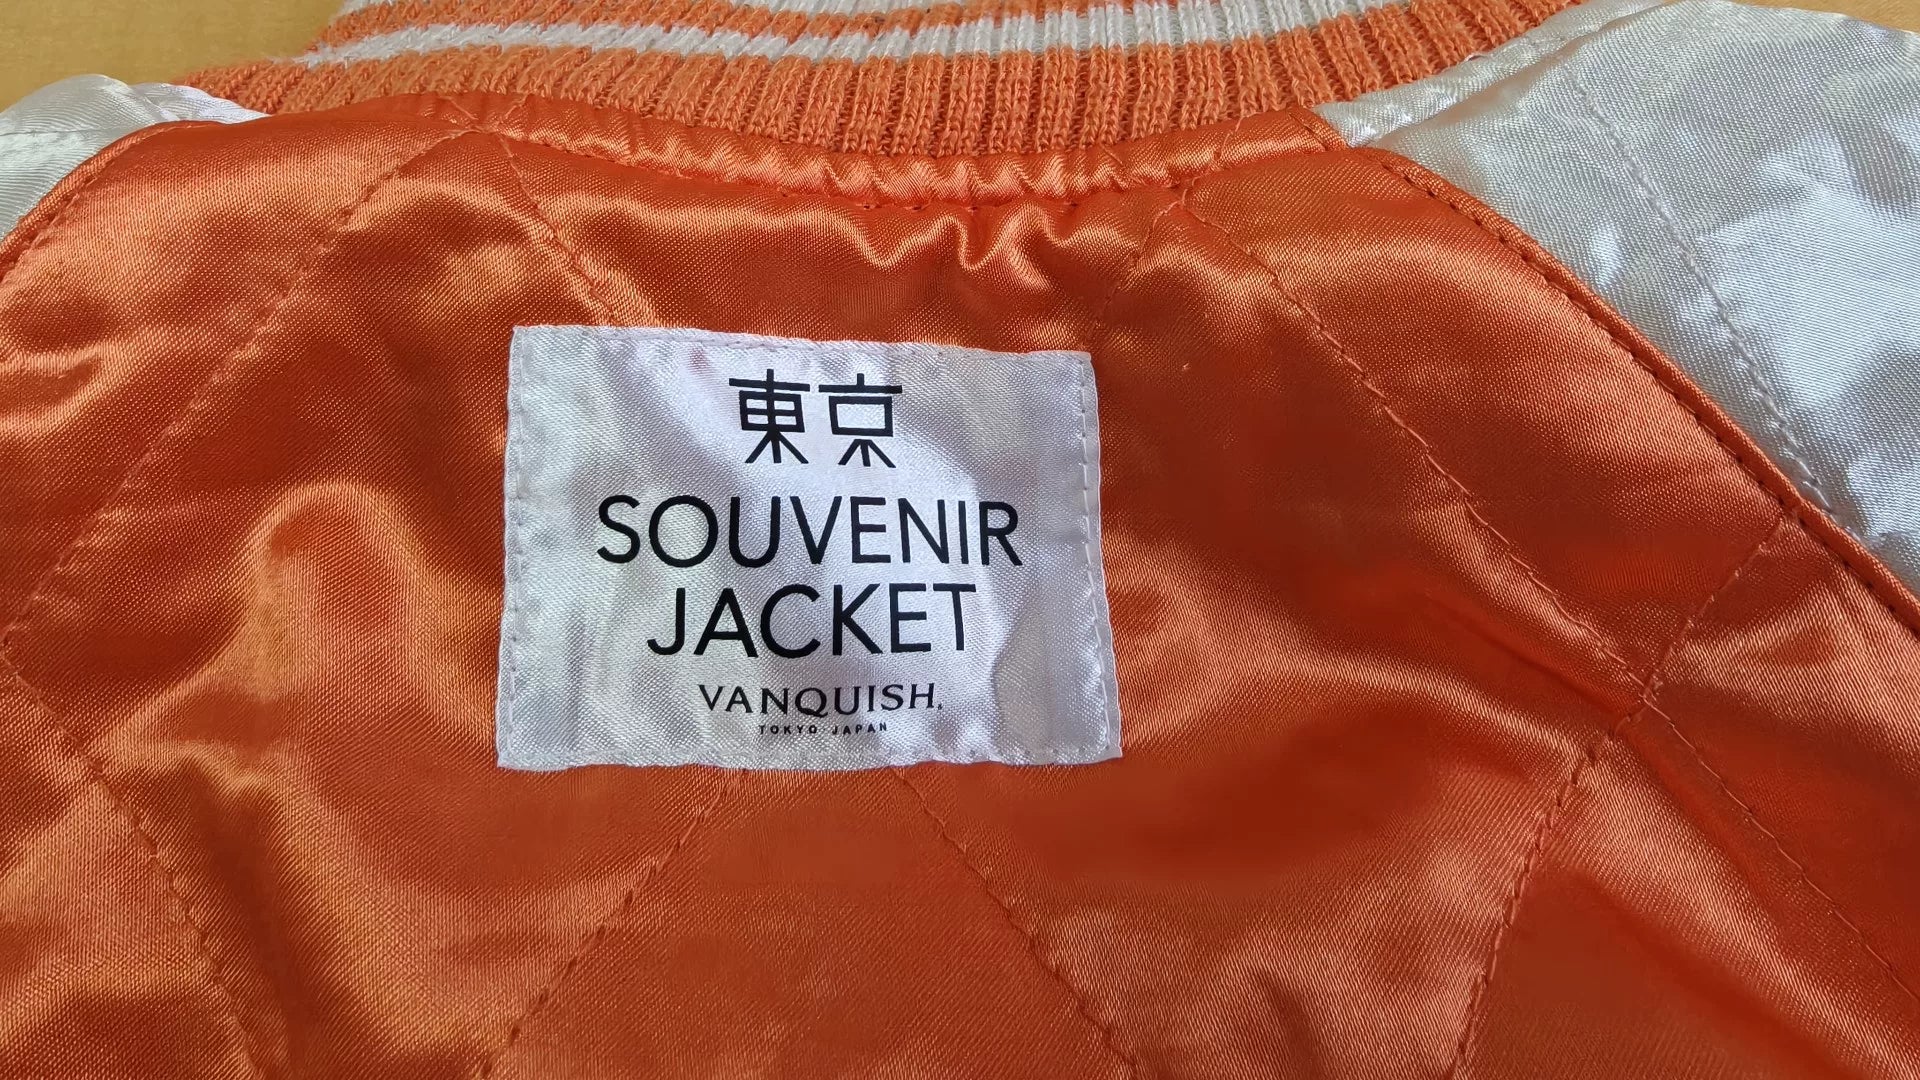 東京
SOUVENIR
JACKET
VANQUISH.
TOKYO JAPAN